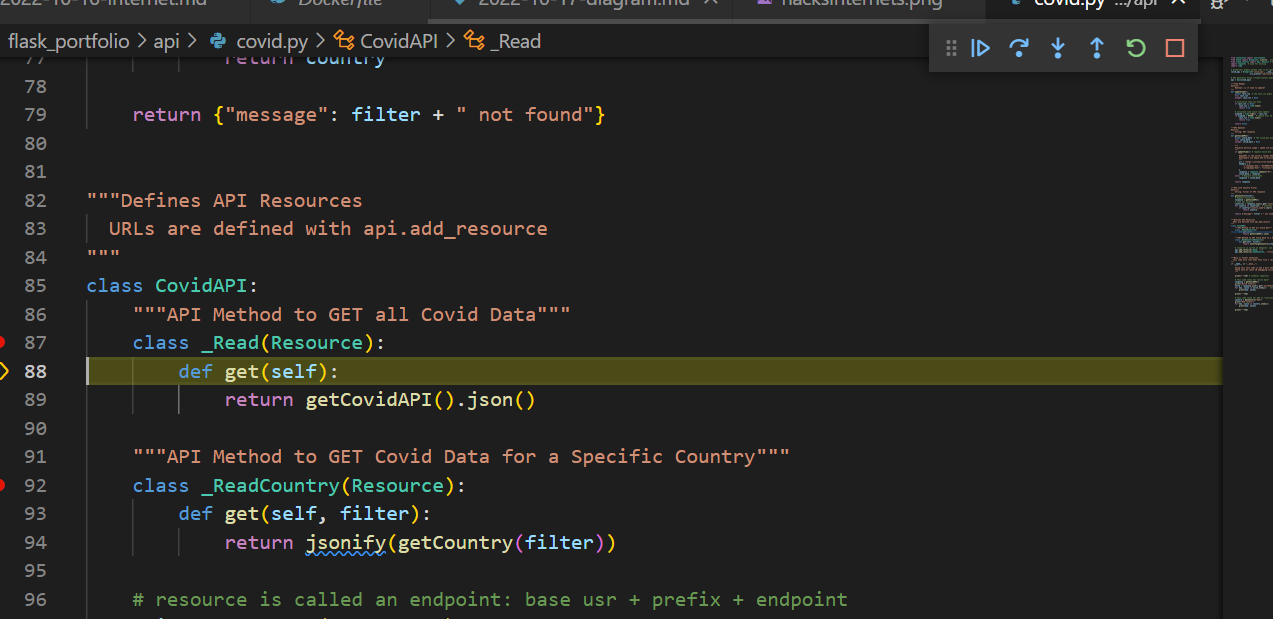 2022-10-16-internet.md Dockerfile 2022-10-17-diagram.md hacksinternets.png covid.py .../api
flask_portfolio > api > covid.py > CovidAPI > _Read
77 return country
78
79 return {"message": filter + " not found"}
80
81
82 """Defines API Resources
83 URLs are defined with api.add_resource
84 """
85 class CovidAPI:
86 """API Method to GET all Covid Data"""
87 class _Read(Resource):
88 def get(self):
89 return getCovidAPI().json()
90
91 """API Method to GET Covid Data for a Specific Country"""
92 class _ReadCountry(Resource):
93 def get(self, filter):
94 return jsonify(getCountry(filter))
95
96 # resource is called an endpoint: base usr + prefix + endpoint